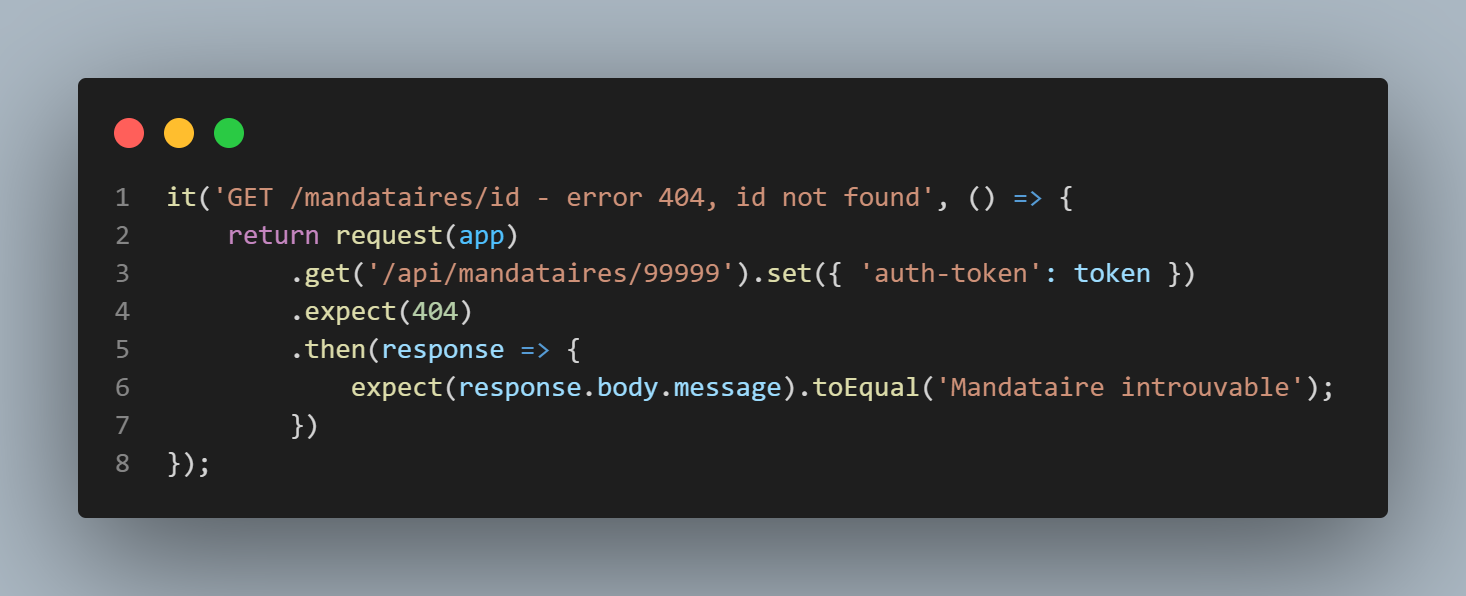 1 it('GET /mandataires/id - error 404, id not found', () => {
2     return request(app)
3         .get('/api/mandataires/99999').set({ 'auth-token': token })
4         .expect(404)
5         .then(response => {
6             expect(response.body.message).toEqual('Mandataire introuvable');
7         })
8 });